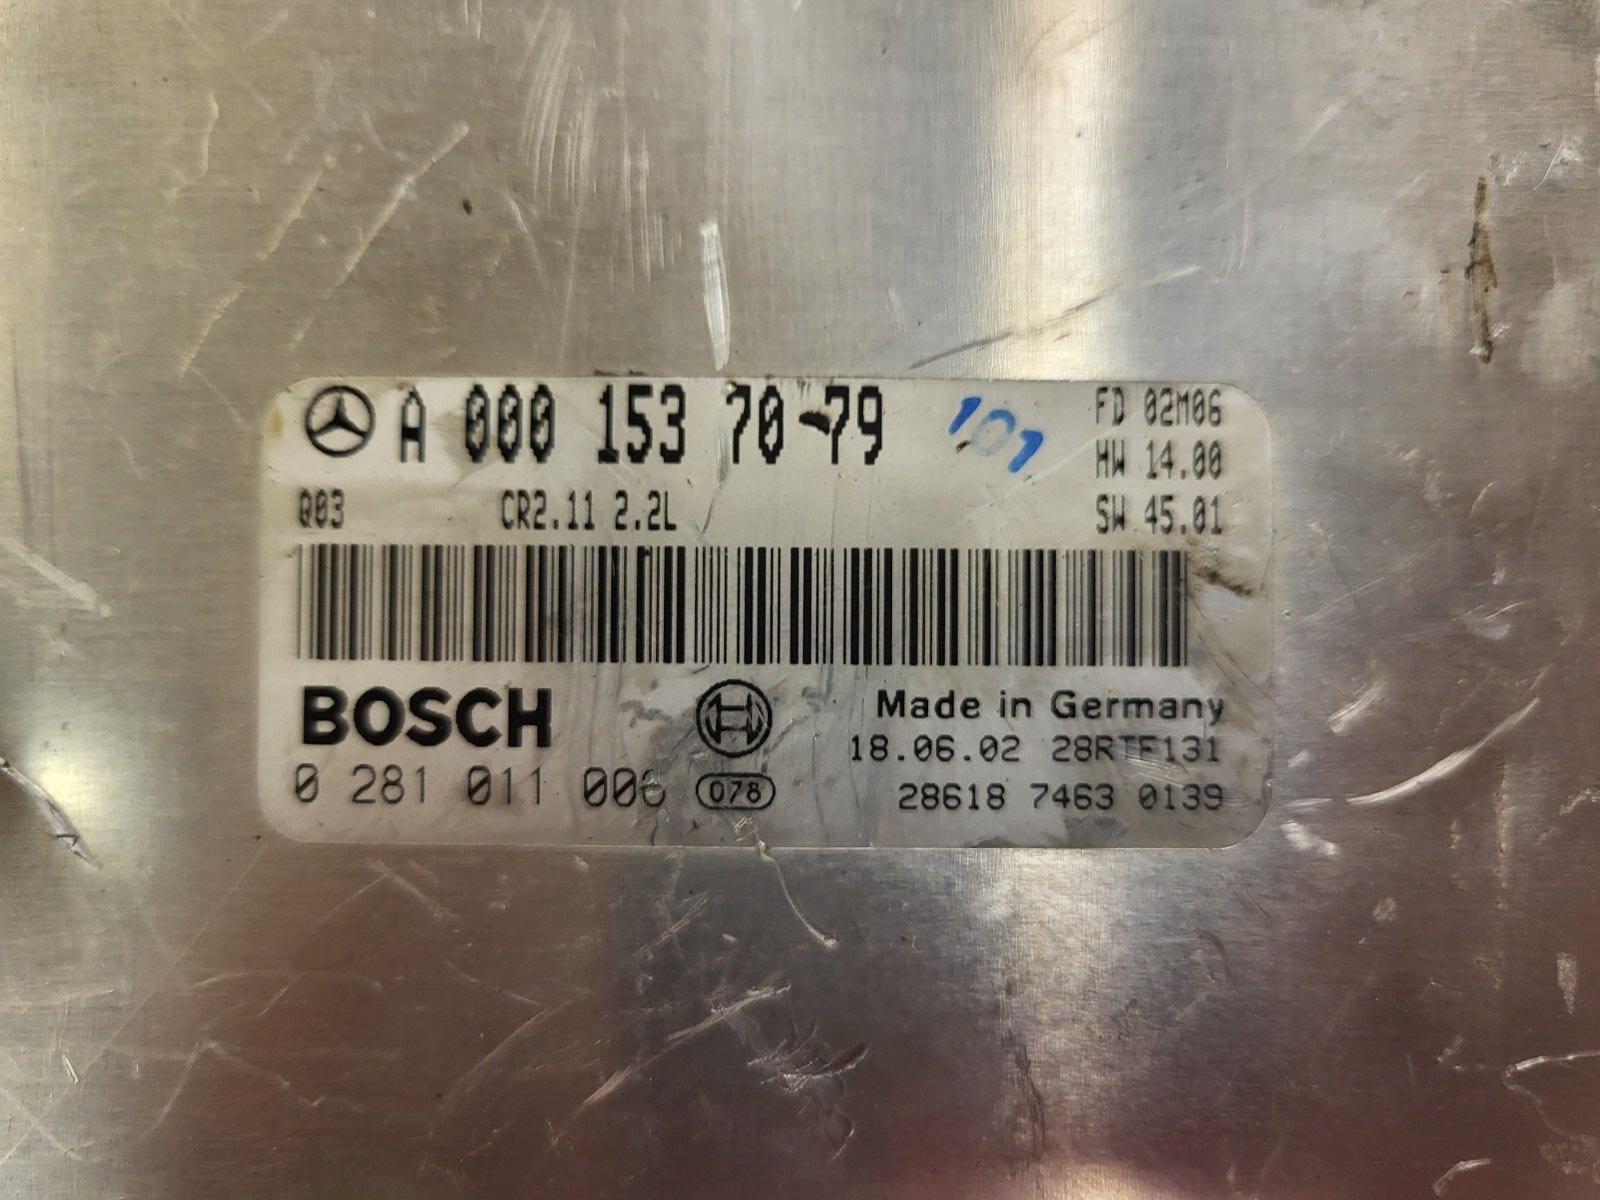 A 000 153 70 79
101
FD 02M06
HW 14.00
SW 45.01
Q03 CR2.11 2.2L
BOSCH
0 281 011 006
078
Made in Germany
18.06.02 28RTF131
28618 7463 0139